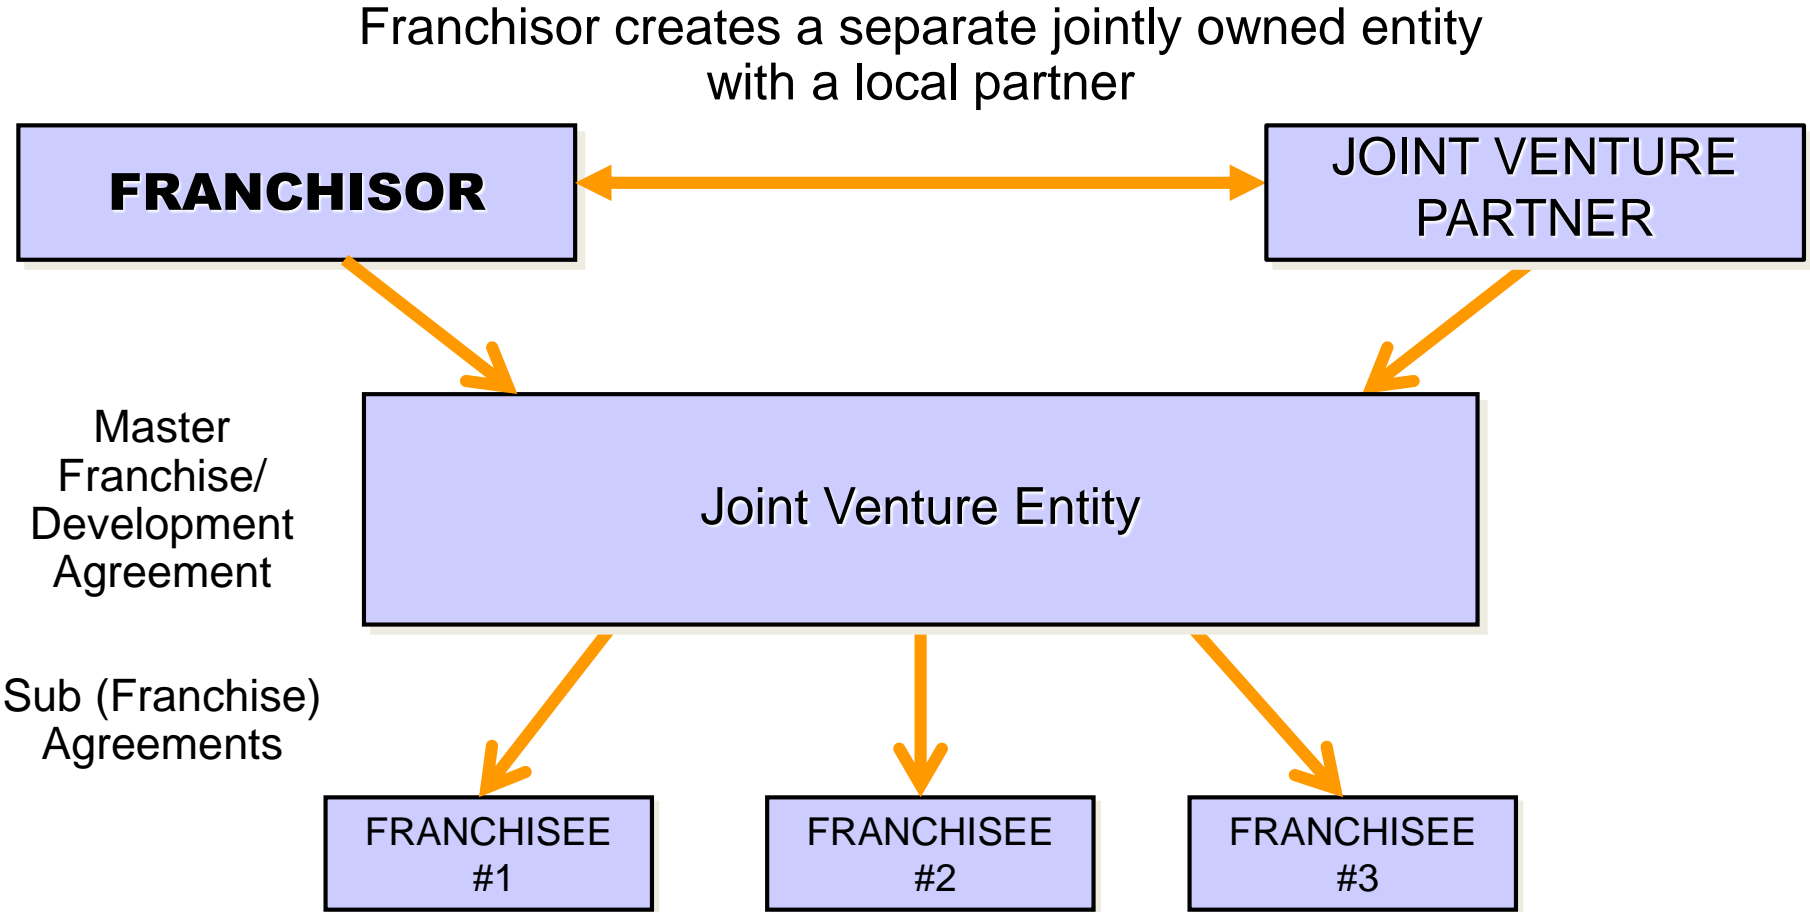 Franchisor creates a separate jointly owned entity
with a local partner
FRANCHISOR
JOINT VENTURE
PARTNER
Master
Franchise/
Development
Agreement
Joint Venture Entity
Sub (Franchise)
Agreements
FRANCHISEE
#1
FRANCHISEE
#2
FRANCHISEE
#3